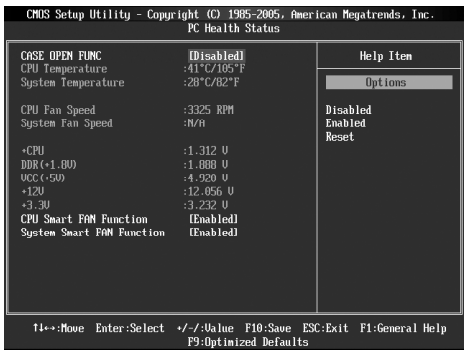 CMOS Setup Utility - Copyright (C) 1985-2005, American Megatrends, Inc.
PC Health Status
CASE OPEN FUNC [Disabled]
CPU Temperature :41°C/105°F
System Temperature :28°C/82°F
CPU Fan Speed :3325 RPM
System Fan Speed :N/A
+CPU :1.312 V
DDR(+1.8V) :1.888 V
VCC(+5V) :4.920 V
+12V :12.056 V
+3.3V :3.232 V
CPU Smart FAN Function [Enabled]
System Smart FAN Function [Enabled]
Help Item
Options
Disabled
Enabled
Reset
↑↓↔:Move Enter:Select +/-/:Value F10:Save ESC:Exit F1:General Help
F9:Optimized Defaults